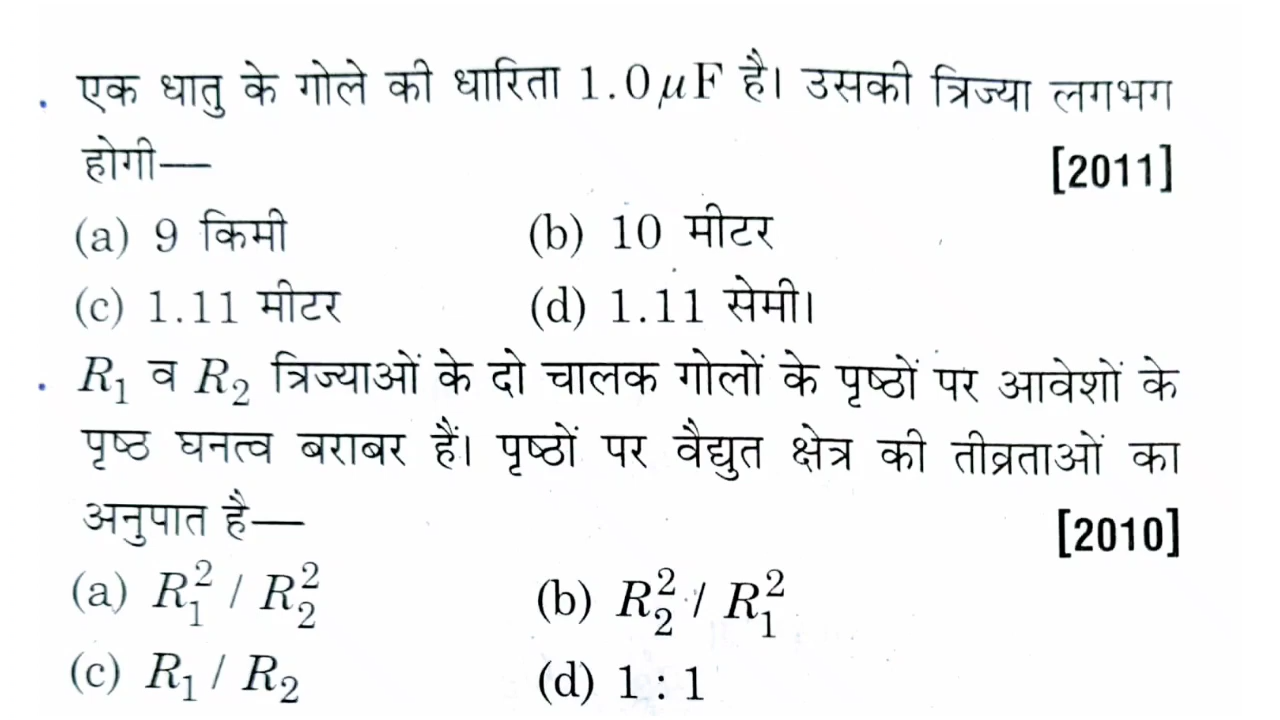 . एक धातु के गोले की धारिता 1.0 μF है। उसकी त्रिज्या लगभग
होगी— [2011]
(a) 9 किमी (b) 10 मीटर
(c) 1.11 मीटर (d) 1.11 सेमी।
. R₁ व R₂ त्रिज्याओं के दो चालक गोलों के पृष्ठों पर आवेशों के
पृष्ठ घनत्व बराबर हैं। पृष्ठों पर वैद्युत क्षेत्र की तीव्रताओं का
अनुपात है— [2010]
(a) R₁² / R₂² (b) R₂² / R₁²
(c) R₁ / R₂ (d) 1 : 1